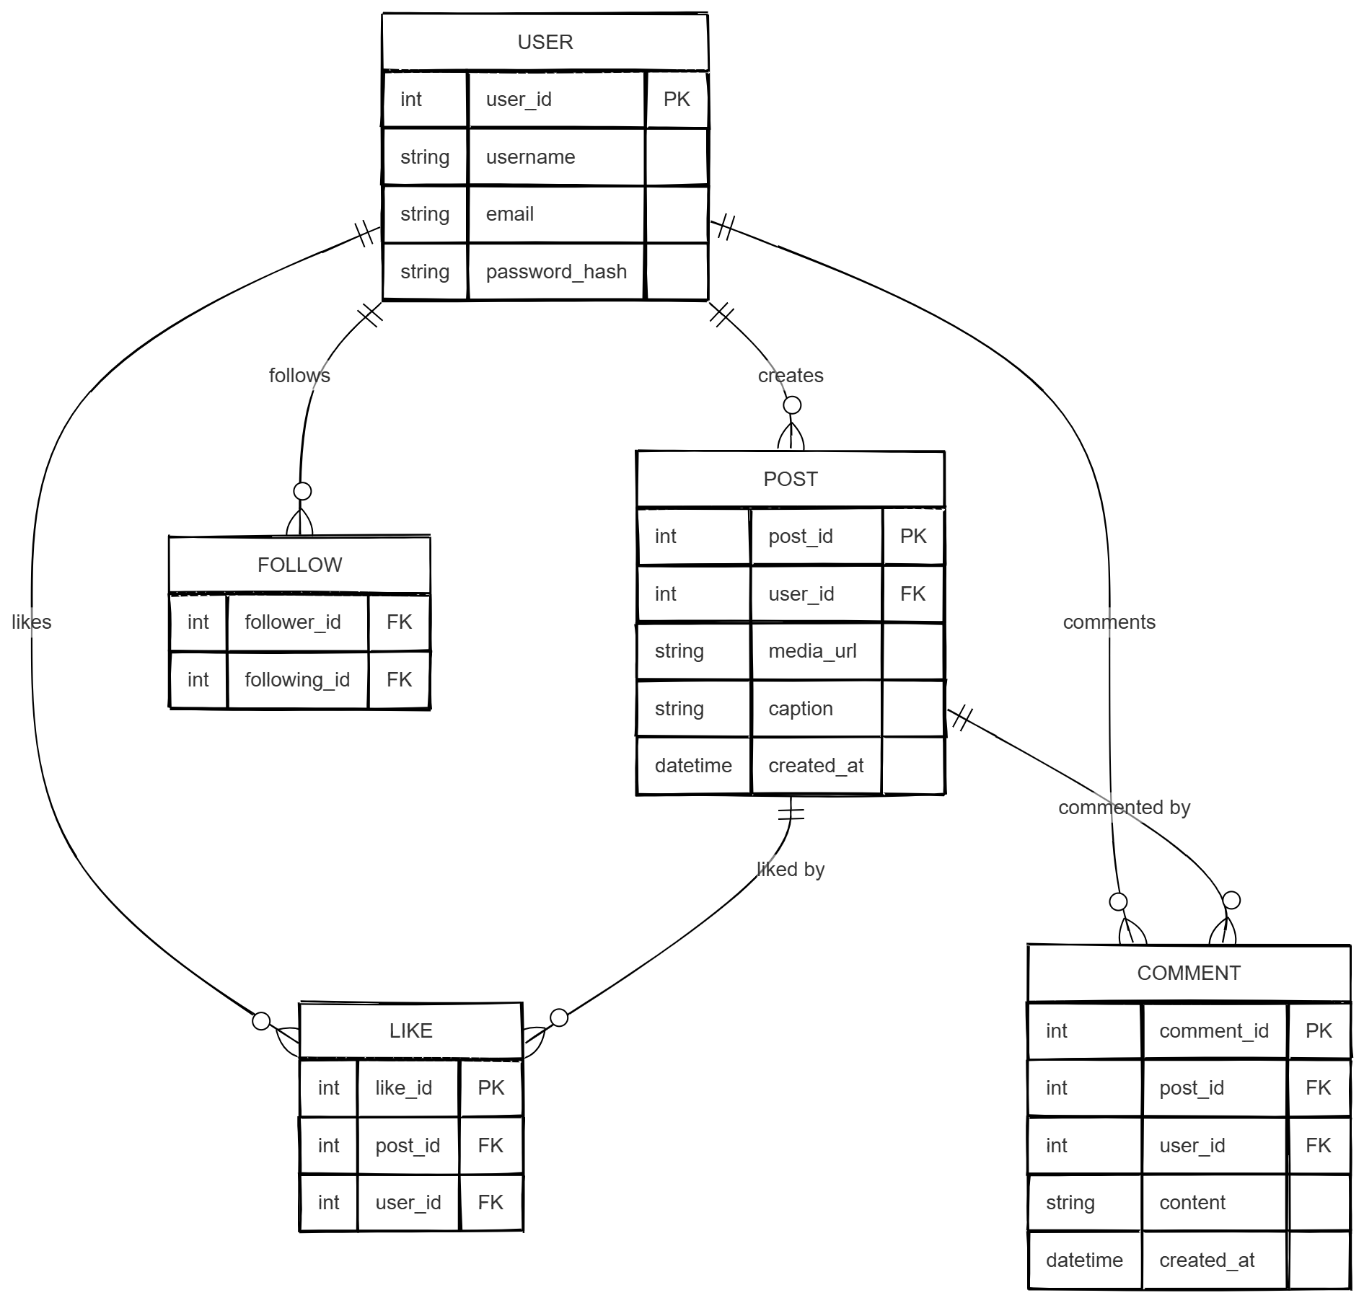 USER
int user_id PK
string username
string email
string password_hash
follows
creates
POST
int post_id PK
int user_id FK
string media_url
string caption
datetime created_at
FOLLOW
int follower_id FK
int following_id FK
likes
comments
commented by
liked by
COMMENT
int comment_id PK
int post_id FK
int user_id FK
string content
datetime created_at
LIKE
int like_id PK
int post_id FK
int user_id FK